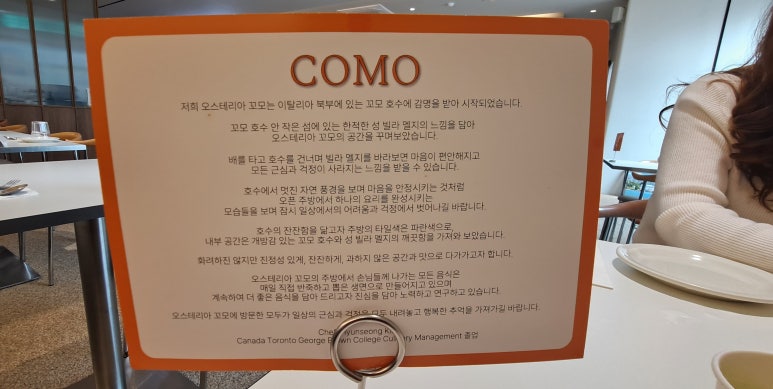 COMO
저희 오스테리아 꼬모는 이탈리아 북부에 있는 꼬모 호수에 감명을 받아 시작되었습니다.
꼬모 호수 안 작은 섬에 있는 한적한 성 빌라 멜지의 느낌을 담아
오스테리아 꼬모의 공간을 꾸며보았습니다.
배를 타고 호수를 건너며 빌라 멜지를 바라보면 마음이 편안해지고
모든 근심과 걱정이 사라지는 느낌을 받을 수 있습니다.
호수에서 멋진 자연 풍경을 보며 마음을 안정시키는 것처럼
오픈 주방에서 하나의 요리를 완성시키는
모습들을 보며 잠시 일상에서의 어려움과 걱정에서 벗어나길 바랍니다.
호수의 잔잔함을 닮고자 주방의 타일색은 파란색으로,
내부 공간은 개방감 있는 꼬모 호수와 성 빌라 멜지의 깨끗함을 가져와 보았습니다.
화려하진 않지만 진정성 있게, 잔잔하게, 과하지 않은 공간과 맛으로 다가가고자 합니다.
오스테리아 꼬모의 주방에서 손님들께 나가는 모든 음식은
매일 직접 반죽하고 뽑은 생면으로 만들어지고 있으며
계속하여 더 좋은 음식을 담아 드리고자 진심을 담아 노력하고 연구하고 있습니다.
오스테리아 꼬모에 방문한 모두가 일상의 근심과 걱정은 모두 내려놓고 행복한 추억을 가져가길 바랍니다.
Hyunseong
Canada Toronto George Brown College Culinary Management 졸업